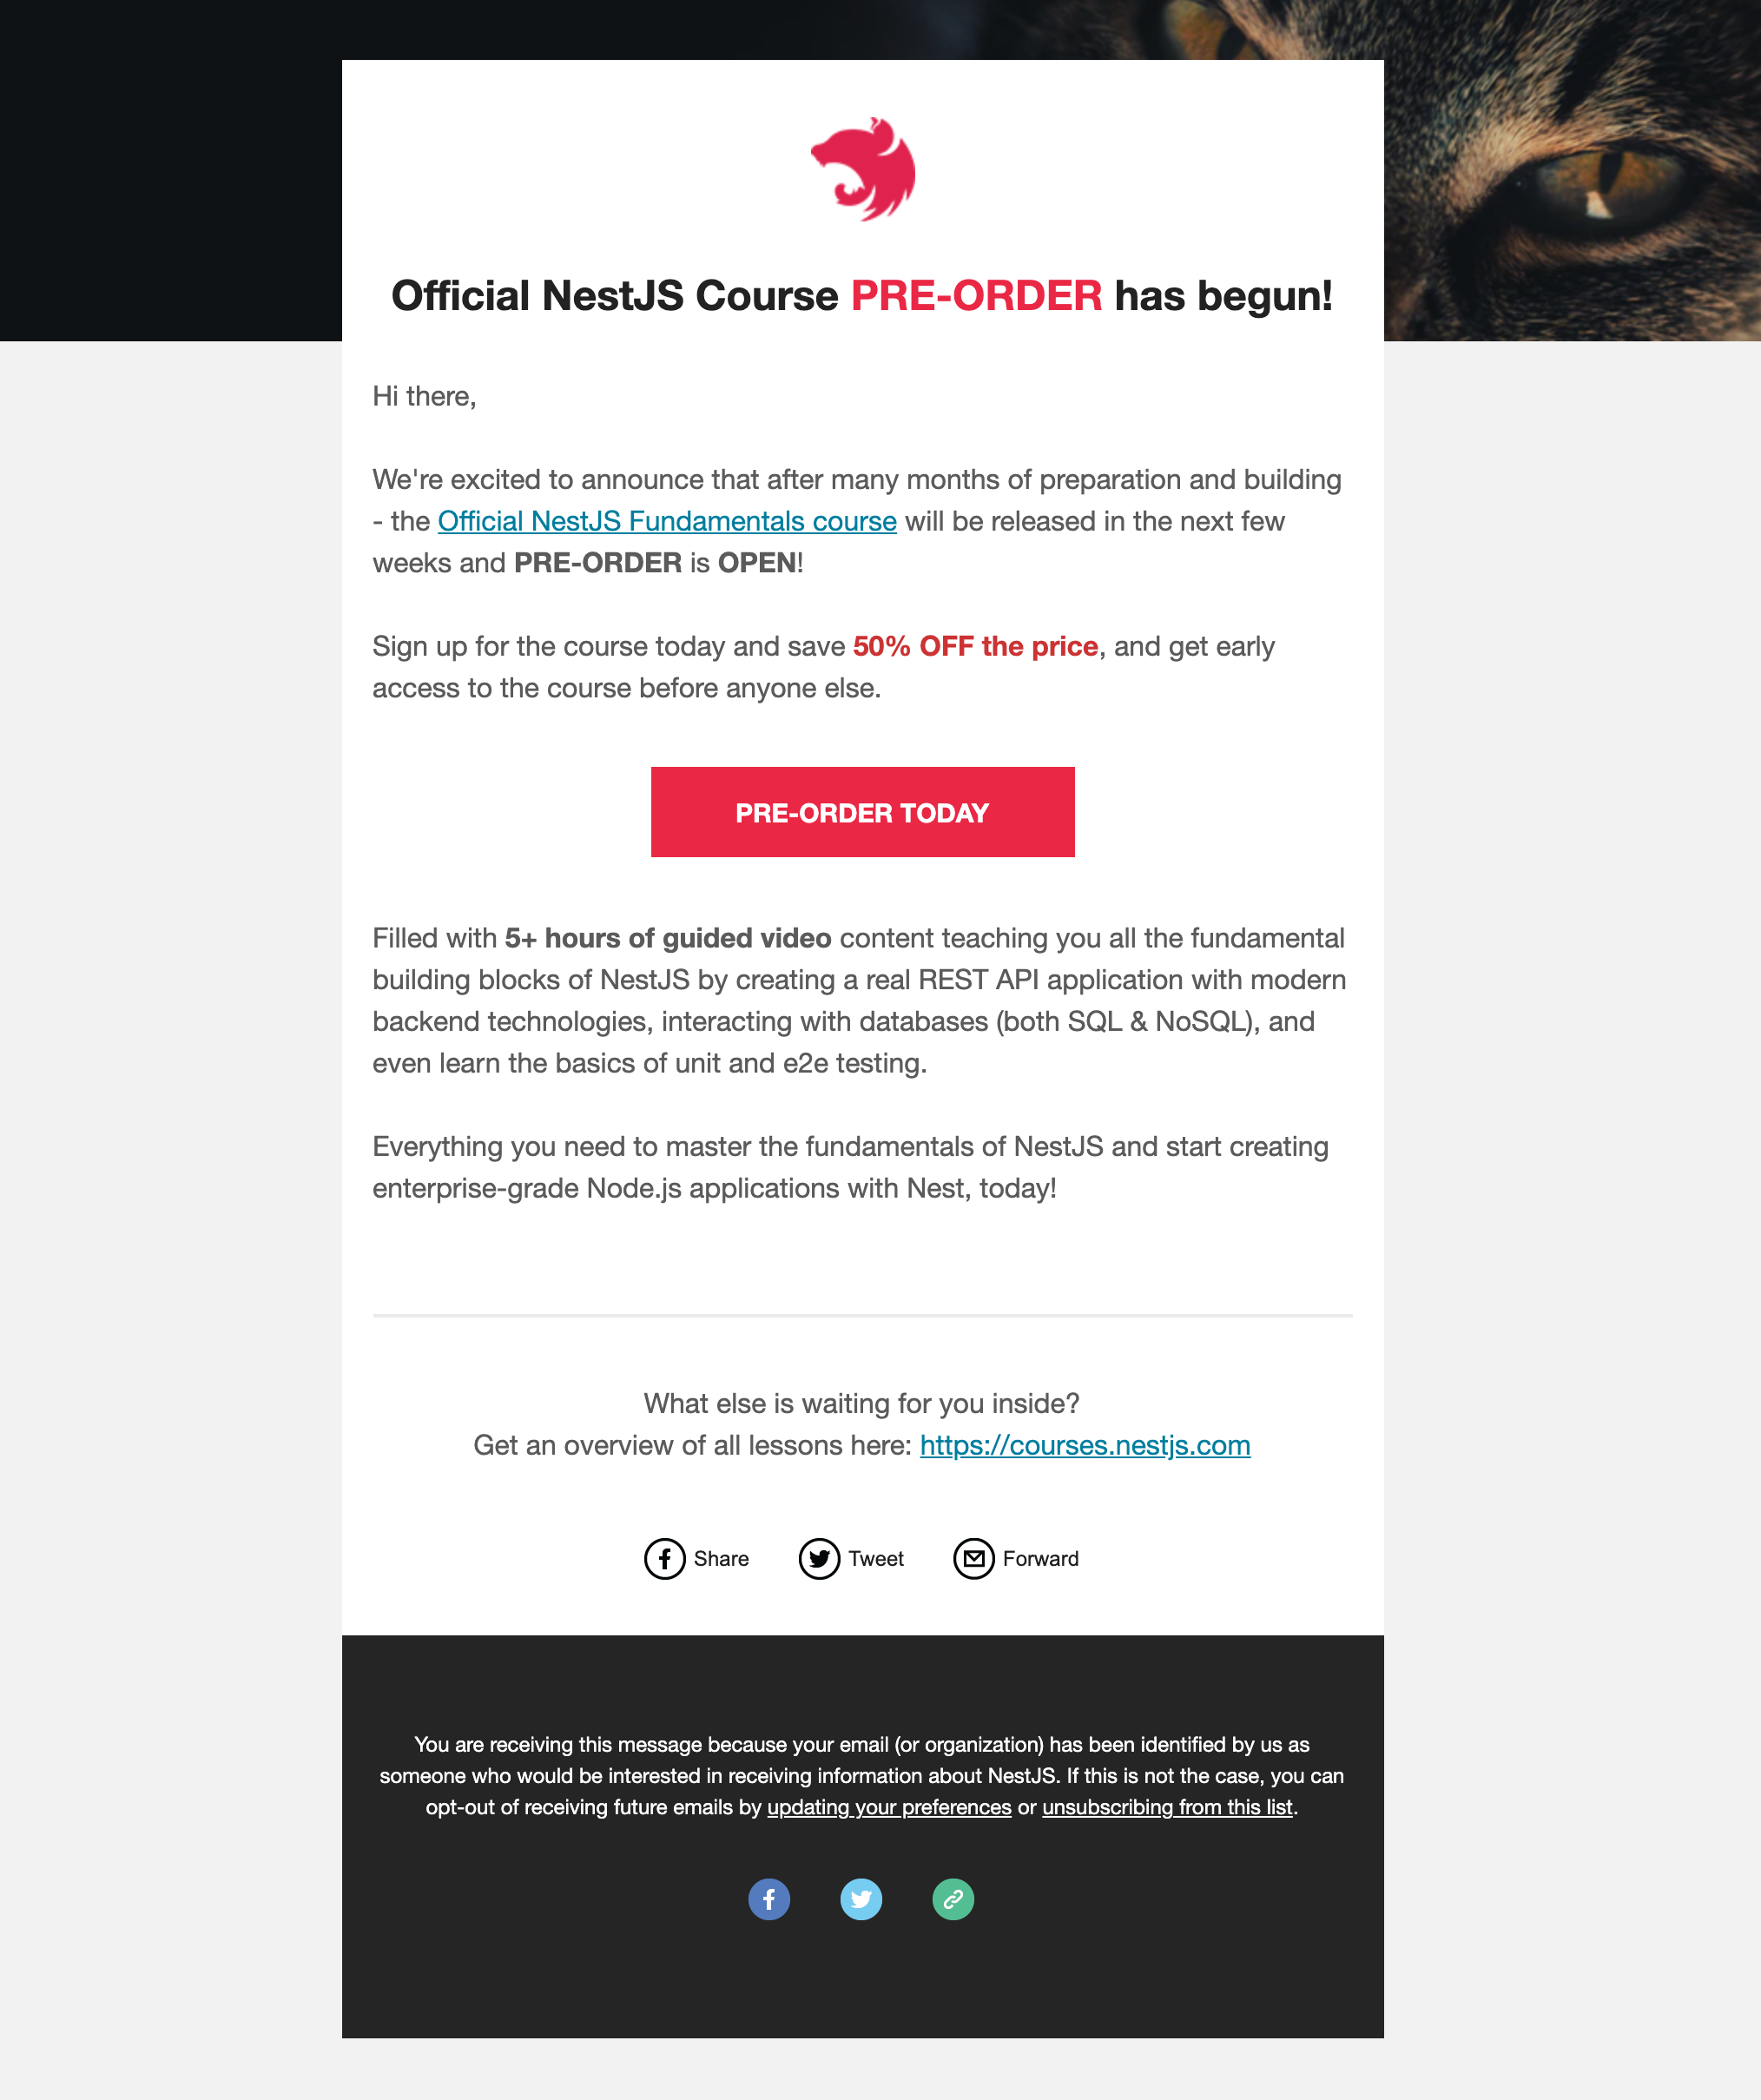 Official NestJS Course PRE-ORDER has begun!
Hi there,
We're excited to announce that after many months of preparation and building
- the Official NestJS Fundamentals course will be released in the next few
weeks and PRE-ORDER is OPEN!
Sign up for the course today and save 50% OFF the price, and get early
access to the course before anyone else.
PRE-ORDER TODAY
Filled with 5+ hours of guided video content teaching you all the fundamental
building blocks of NestJS by creating a real REST API application with modern
backend technologies, interacting with databases (both SQL & NoSQL), and
even learn the basics of unit and e2e testing.
Everything you need to master the fundamentals of NestJS and start creating
enterprise-grade Node.js applications with Nest, today!
What else is waiting for you inside?
Get an overview of all lessons here: https://courses.nestjs.com
Share Tweet Forward
You are receiving this message because your email (or organization) has been identified by us as
someone who would be interested in receiving information about NestJS. If this is not the case, you can
opt-out of receiving future emails by updating your preferences or unsubscribing from this list.